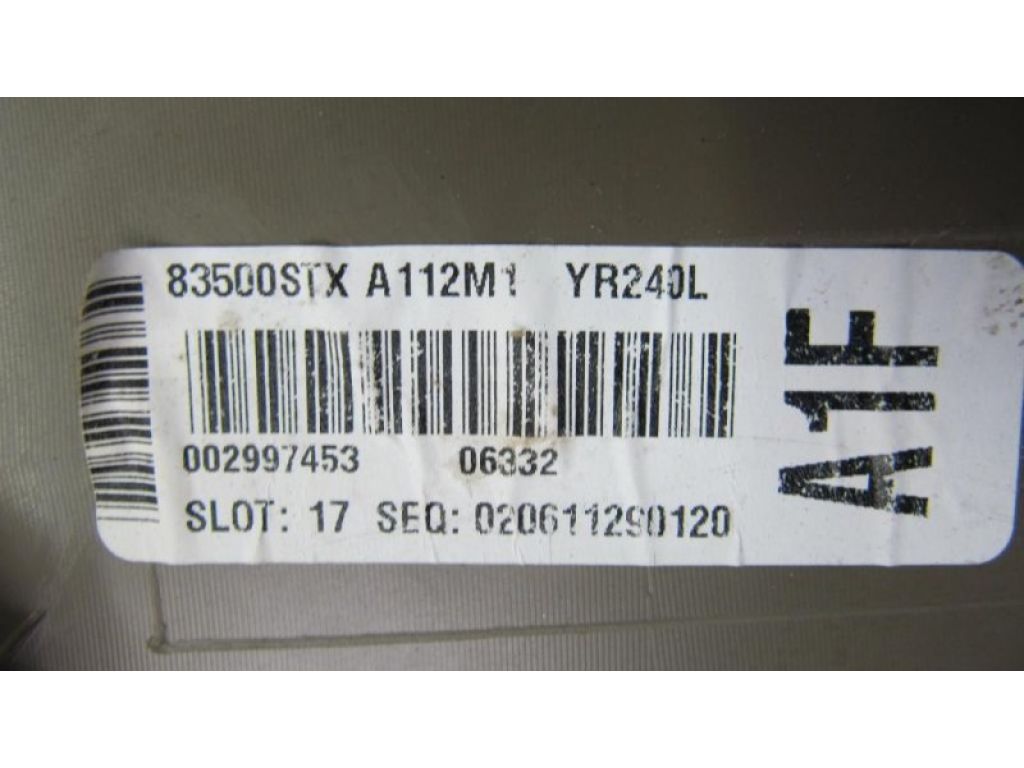 83500STX A112M1 YR240L
002997453 06332
SLOT: 17 SEQ: 020611290120
A1F